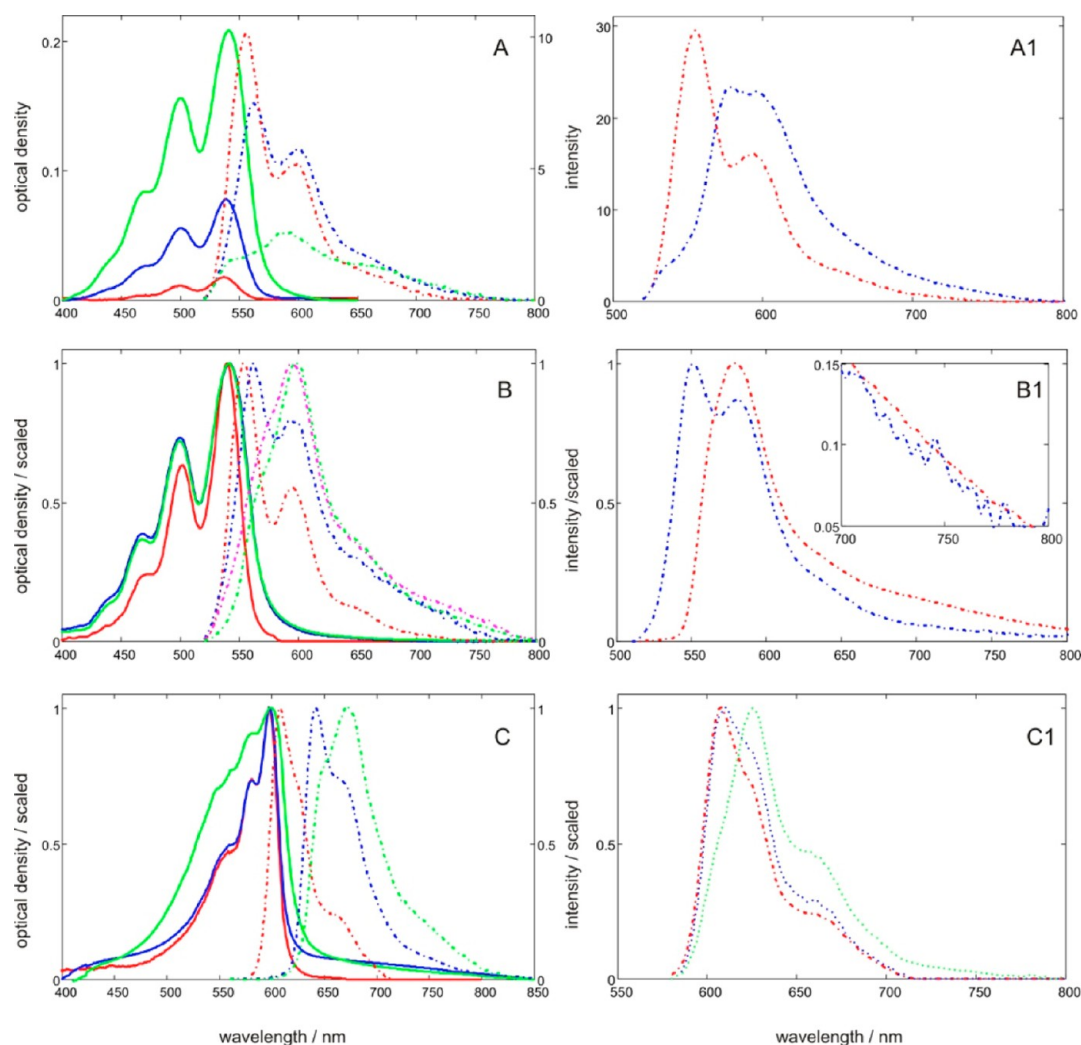 A
0.2
0.1
0
10
5
0
400 450 500 550 600 650 700 750 800
optical density
A1
30
20
10
0
500 600 700 800
intensity
B
1
0.5
0
1
0.5
0
400 450 500 550 600 650 700 750 800
optical density / scaled
B1
1
0.5
0
500 550 600 650 700 750 800
intensity /scaled
0.15
0.1
0.05
700 750 800
C
1
0.5
0
1
0.5
0
400 450 500 550 600 650 700 750 800 850
optical density / scaled
wavelength / nm
C1
1
0.5
0
550 600 650 700 750 800
intensity / scaled
wavelength / nm